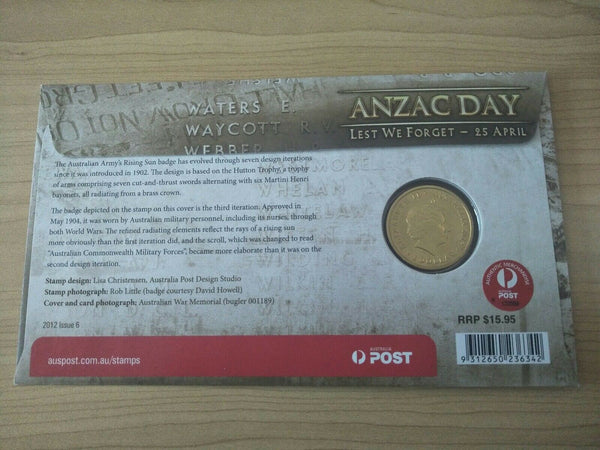 WATERS E.
WAYCOTT R.V.
WEBBER
ANZAC DAY
LEST WE FORGET – 25 APRIL
The Australian Army's Rising Sun badge has evolved through seven design iterations
since it was introduced in 1902. The design is based on the Hutton Trophy, a trophy
of arms comprising seven cut-and-thrust swords alternating with six Martini Henri
bayonets, all radiating from a brass crown.
The badge depicted on the stamp on this cover is the third iteration. Approved in
May 1904, it was worn by Australian military personnel, including its nurses, through
both World Wars. The refined radiating elements reflect the rays of a rising sun
more obviously than the first iteration did, and the scroll, which was changed to read
"Australian Commonwealth Military Forces", became more elaborate than it was on the
second design iteration.
Stamp design: Lisa Christensen, Australia Post Design Studio
Stamp photograph: Rob Little (badge courtesy David Howell)
Cover and card photograph: Australian War Memorial (bugler 001189)
2012 issue 6
AUTHENTIC MERCHANDISE
POST
RRP $15.95
9 312650 236342
auspost.com.au/stamps
AUSTRALIA
POST